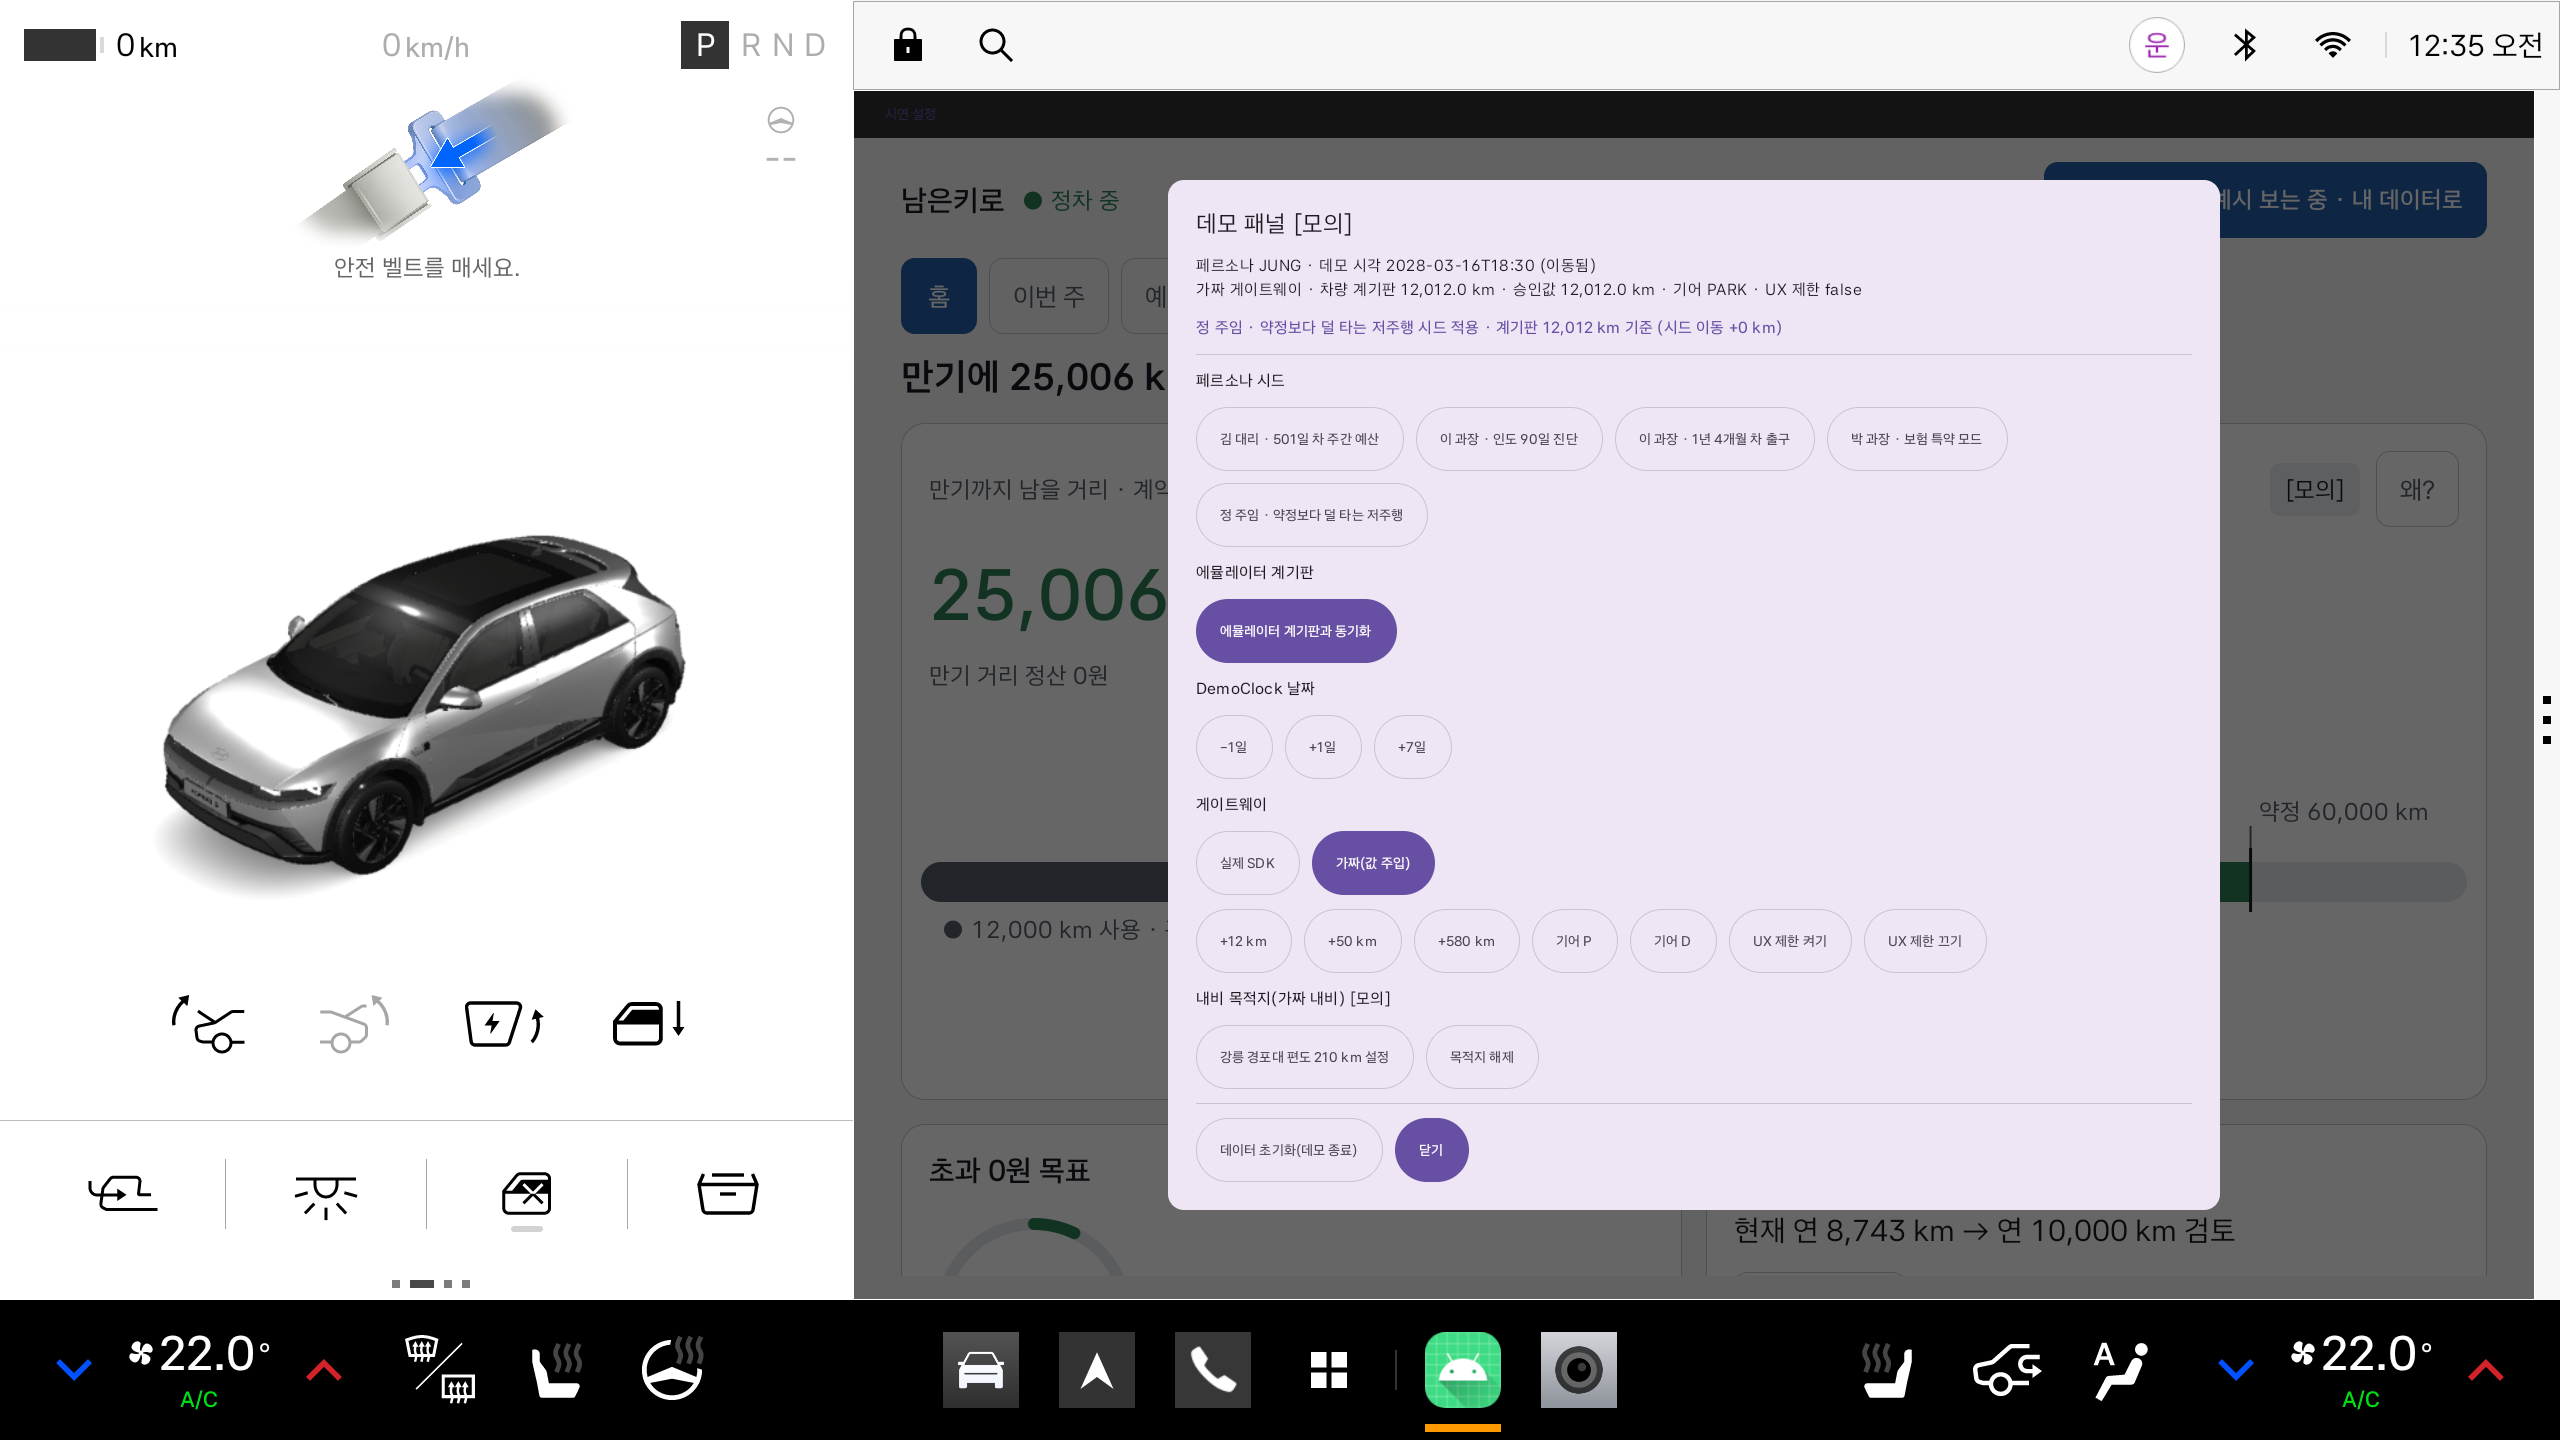 0 km
0 km/h
P R N D
12:35 오전
운
안전 벨트를 매세요.
시연 설정
남은키로
정차 중
예시 보는 중 · 내 데이터로
홈
이번 주
만기에 25,006 k
만기까지 남을 거리 · 계약
[모의]
왜?
25,006
만기 거리 정산 0원
약정 60,000 km
12,000 km 사용 ·
초과 0원 목표
현재 연 8,743 km → 연 10,000 km 검토
데모 패널 [모의]
페르소나 JUNG · 데모 시각 2028-03-16T18:30 (이동됨)
가짜 게이트웨이 · 차량 계기판 12,012.0 km · 승인값 12,012.0 km · 기어 PARK · UX 제한 false
정 주임 · 약정보다 덜 타는 저주행 시드 적용 · 계기판 12,012 km 기준 (시드 이동 +0 km)
페르소나 시드
김 대리 · 501일 차 주간 예산
이 과장 · 인도 90일 진단
이 과장 · 1년 4개월 차 출구
박 과장 · 보험 특약 모드
정 주임 · 약정보다 덜 타는 저주행
에뮬레이터 계기판
에뮬레이터 계기판과 동기화
DemoClock 날짜
−1일
+1일
+7일
게이트웨이
실제 SDK
가짜(값 주입)
+12 km
+50 km
+580 km
기어 P
기어 D
UX 제한 켜기
UX 제한 끄기
내비 목적지(가짜 내비) [모의]
강릉 경포대 편도 210 km 설정
목적지 해제
데이터 초기화(데모 종료)
닫기
22.0°
A/C
A
22.0°
A/C